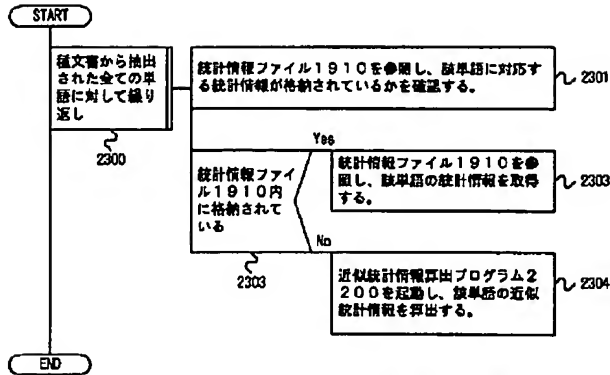 START
種文書から抽出
された全ての単
語に対して繰り
返し
2300
統計情報ファイル1910を参照し、該単語に対応す
る統計情報が格納されているかを確認する。
2301
統計情報ファイ
ル1910内
に格納されて
いる
2303
Yes
統計情報ファイル1910を参
照し、該単語の統計情報を取得
する。
2303
No
近似統計情報算出プログラム2
200を起動し、該単語の近似
統計情報を算出する。
2304
END